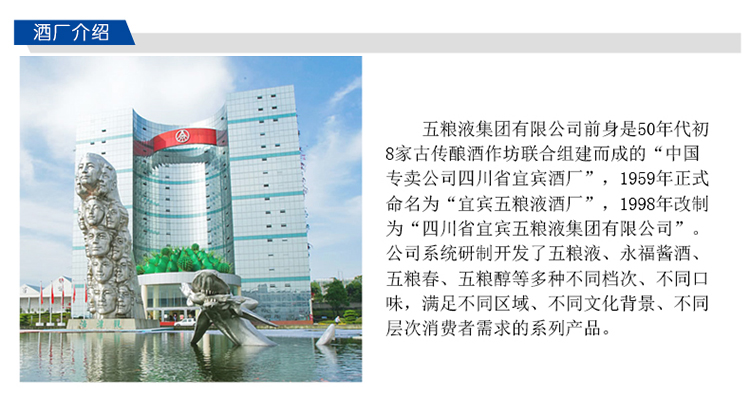 酒厂介绍
五粮液集团有限公司前身是50年代初
8家古传酿酒作坊联合组建而成的“中国
专卖公司四川省宜宾酒厂”，1959年正式
命名为“宜宾五粮液酒厂”，1998年改制
为“四川省宜宾五粮液集团有限公司”。
公司系统研制开发了五粮液、永福酱酒、
五粮春、五粮醇等多种不同档次、不同口
味，满足不同区域、不同文化背景、不同
层次消费者需求的系列产品。